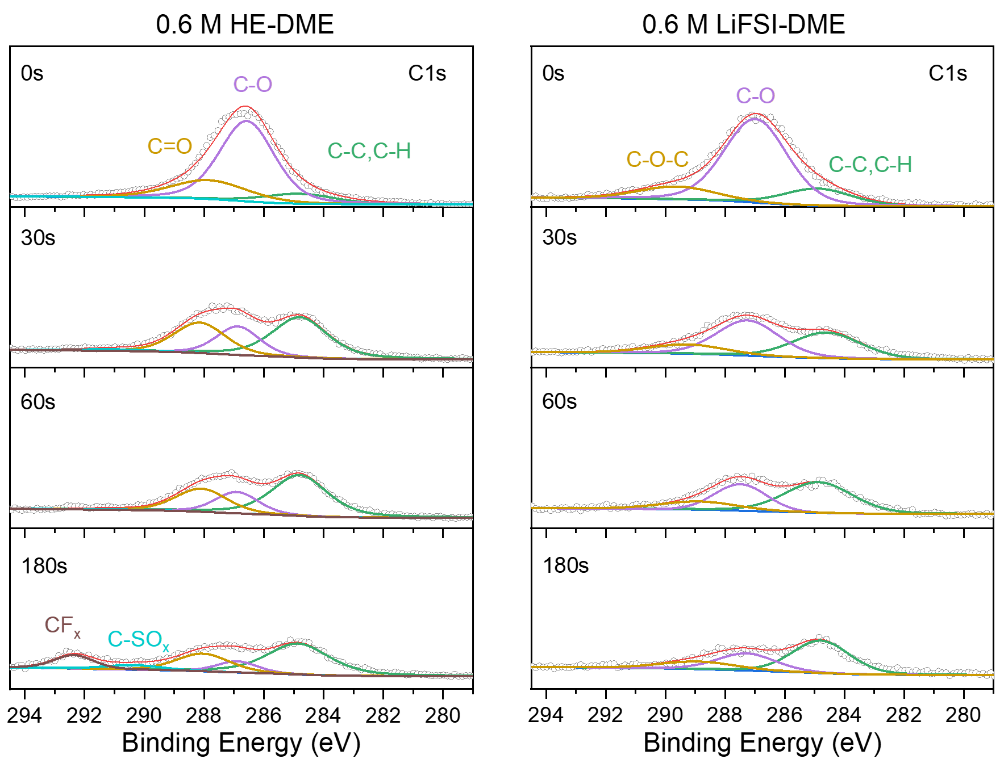 0.6 M HE-DME
0s
C1s
C-O
C=O
C-C,C-H
30s
60s
180s
CFx
C-SOx
294 292 290 288 286 284 282 280
Binding Energy (eV)
0.6 M LiFSI-DME
0s
C1s
C-O
C-O-C
C-C,C-H
30s
60s
180s
294 292 290 288 286 284 282 280
Binding Energy (eV)